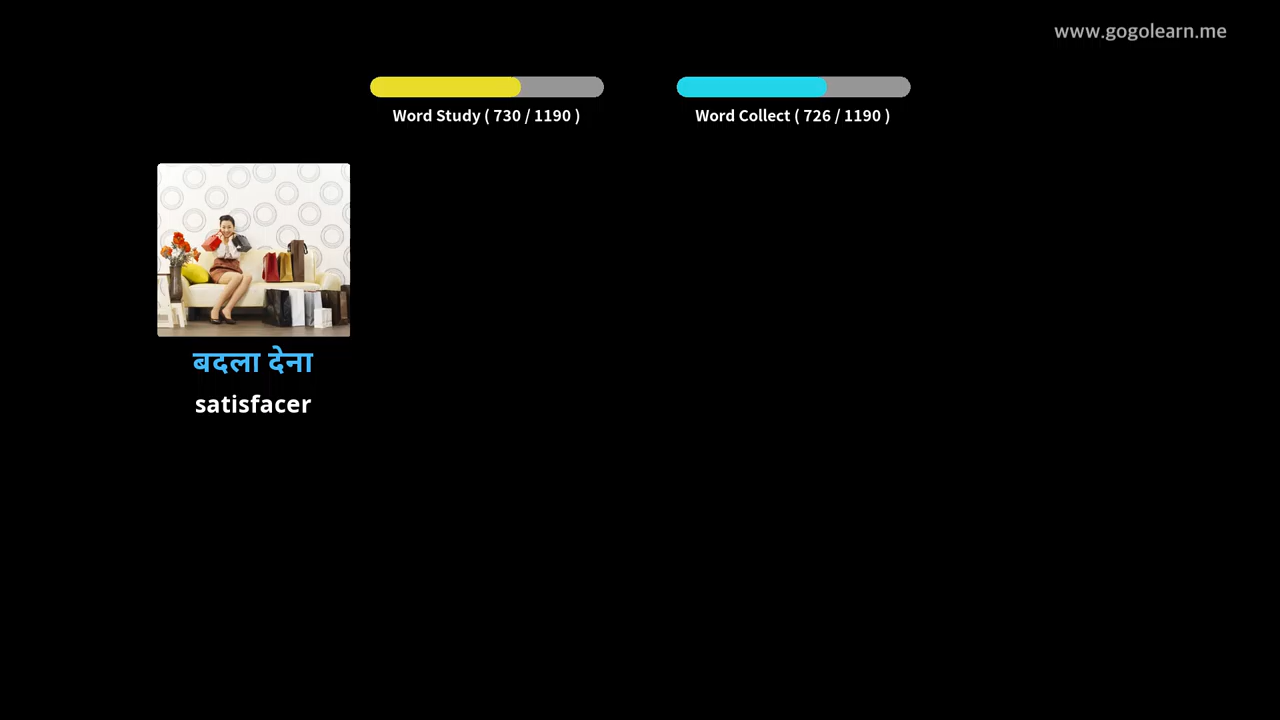 www.gogolearn.me
Word Study ( 730 / 1190 )
Word Collect ( 726 / 1190 )
बदला देना
satisfacer